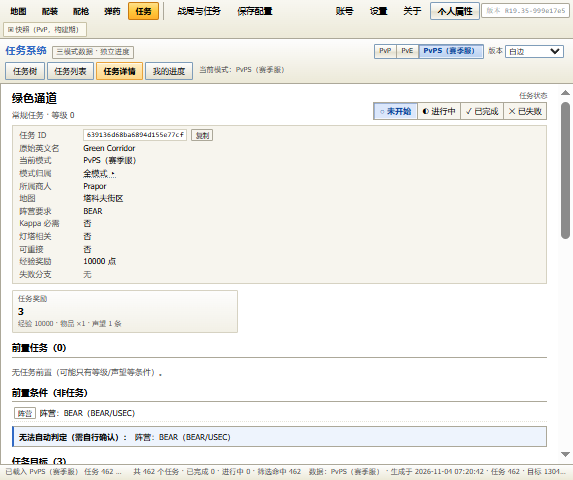 地图 配装 配枪 弹药 任务 战局与任务 保存配置 账号 设置 关于 个人属性 版本 R19.35-999e17e5
快照（PvP，构建期）
任务系统 三模式数据 · 独立进度 PvP PvE PvPS（赛季服） 版本 白边
任务树 任务列表 任务详情 我的进度 当前模式：PvPS（赛季服）
绿色通道 任务状态
常规任务 · 等级 0 未开始 进行中 已完成 已失败
任务 ID 639136d68ba6894d155e77cf 复制
原始英文名 Green Corridor
当前模式 PvPS（赛季服）
模式归属 全模式
所属商人 Prapor
地图 塔科夫街区
阵营要求 BEAR
Kappa 必需 否
灯塔相关 否
可重接 否
经验奖励 10000 点
失败分支 无
任务奖励
3
经验 10000 · 物品 ×1 · 声望 1 条
前置任务（0）
无任务前置（可能只有等级/声望等条件）。
前置条件（非任务）
阵营 阵营：BEAR（BEAR/USEC）
无法自动判定（需自行确认）： 阵营：BEAR（BEAR/USEC）
任务目标（3）
已载入 PvPS（赛季服） 任务 462 ... 共 462 个任务 · 已完成 0 · 进行中 0 · 筛选命中 462 数据：PvPS（赛季服） · 生成于 2026-11-04 07:20:42 · 任务 462 · 目标 1304...